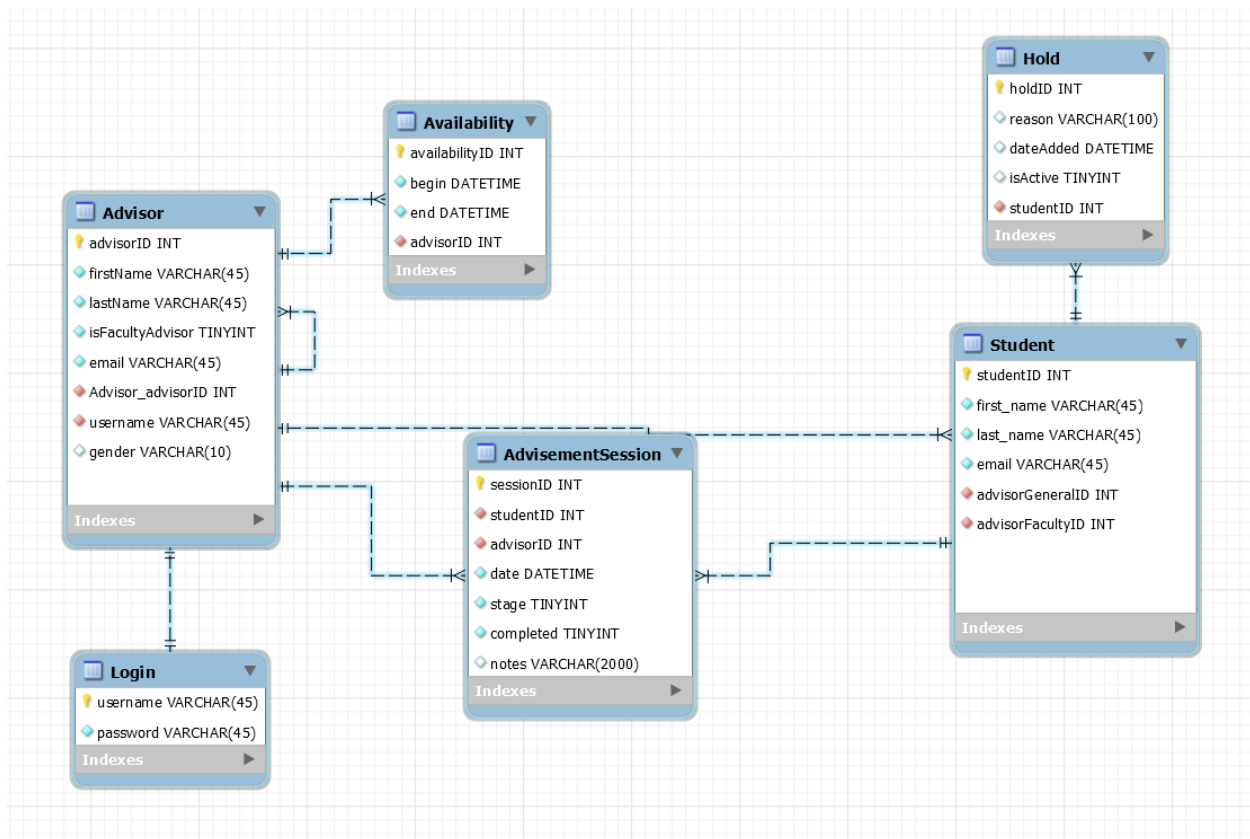 Hold
holdID INT
reason VARCHAR(100)
dateAdded DATETIME
isActive TINYINT
studentID INT
Indexes
Availability
availabilityID INT
begin DATETIME
end DATETIME
advisorID INT
Indexes
Advisor
advisorID INT
firstName VARCHAR(45)
lastName VARCHAR(45)
isFacultyAdvisor TINYINT
email VARCHAR(45)
Advisor_advisorID INT
username VARCHAR(45)
gender VARCHAR(10)
Indexes
Student
studentID INT
first_name VARCHAR(45)
last_name VARCHAR(45)
email VARCHAR(45)
advisorGeneralID INT
advisorFacultyID INT
Indexes
AdvisementSession
sessionID INT
studentID INT
advisorID INT
date DATETIME
stage TINYINT
completed TINYINT
notes VARCHAR(2000)
Indexes
Login
username VARCHAR(45)
password VARCHAR(45)
Indexes